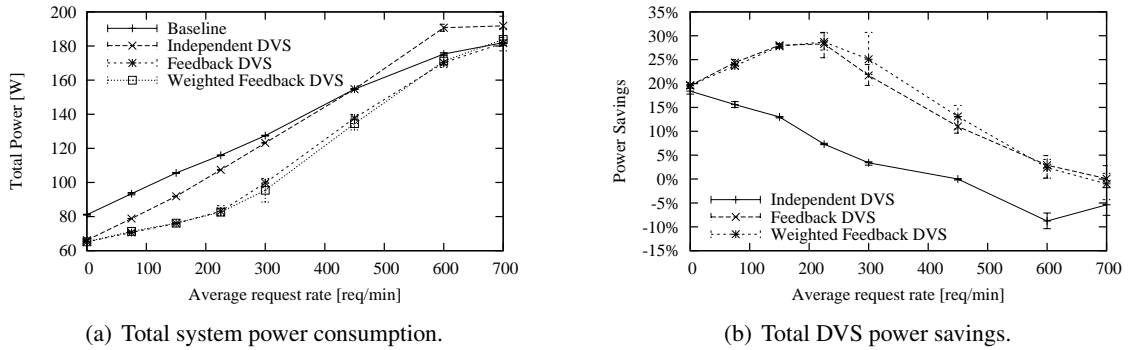 200
180
160
140
120
100
80
60
Total Power [W]
Baseline
Independent DVS
Feedback DVS
Weighted Feedback DVS
0 100 200 300 400 500 600 700
Average request rate [req/min]
(a) Total system power consumption.
35%
30%
25%
20%
15%
10%
5%
0%
-5%
-10%
-15%
Power Savings
Independent DVS
Feedback DVS
Weighted Feedback DVS
0 100 200 300 400 500 600 700
Average request rate [req/min]
(b) Total DVS power savings.